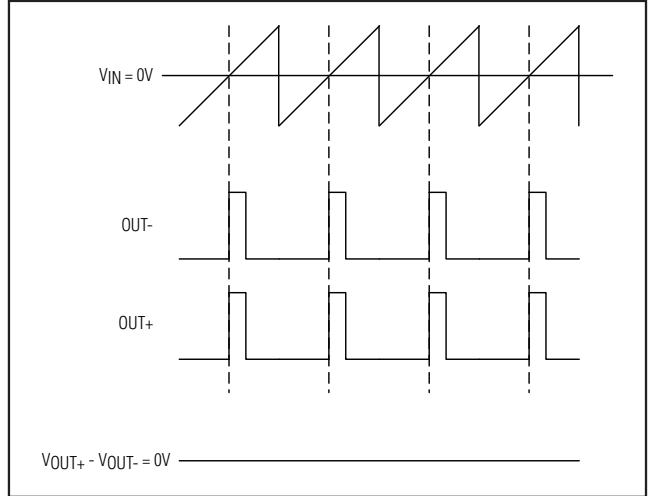 VIN = 0V
OUT-
OUT+
VOUT+ - VOUT- = 0V